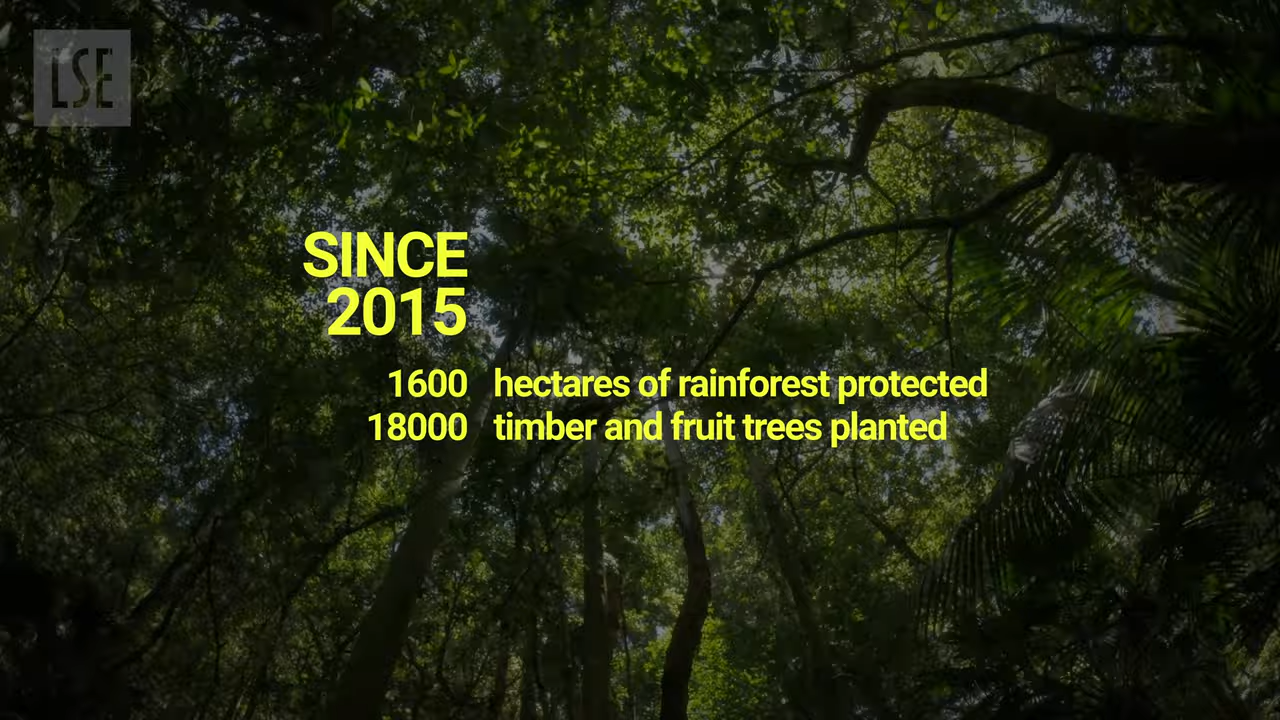 LSE
SINCE
2015
1600 hectares of rainforest protected
18000 timber and fruit trees planted